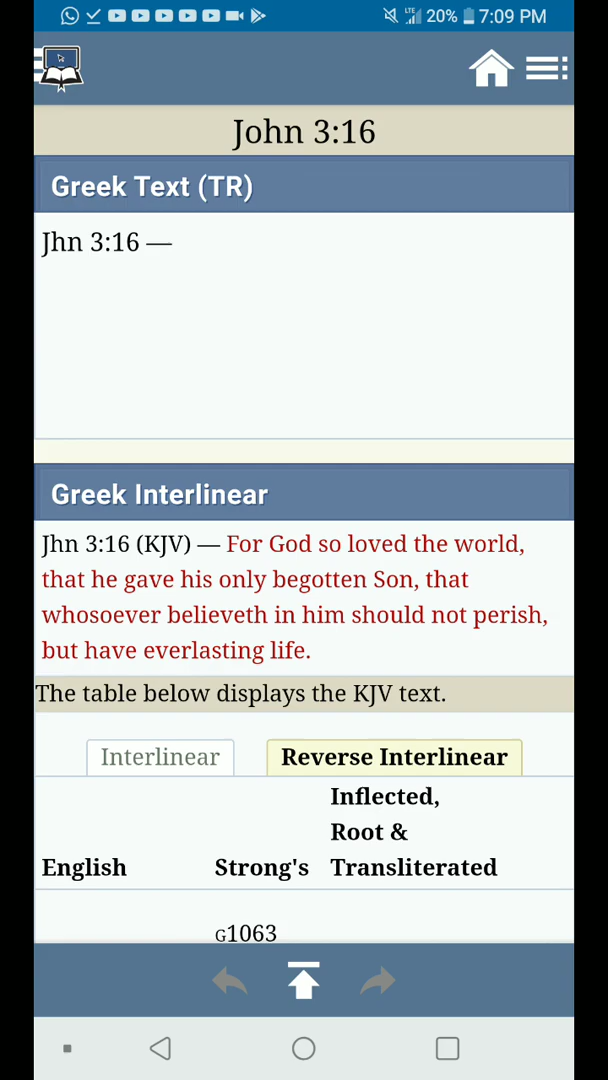 LTE 20% 7:09 PM
John 3:16
Greek Text (TR)
Jhn 3:16 —
Greek Interlinear
Jhn 3:16 (KJV) — For God so loved the world,
that he gave his only begotten Son, that
whosoever believeth in him should not perish,
but have everlasting life.
The table below displays the KJV text.
Interlinear Reverse Interlinear
Inflected,
Root &
English Strong's Transliterated
G1063